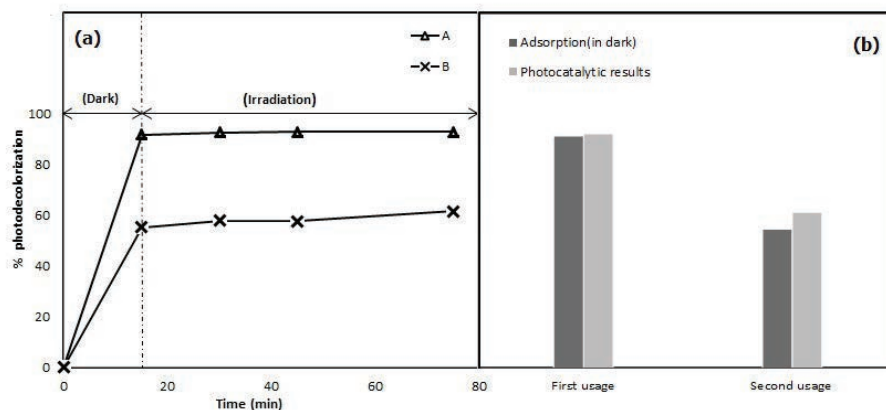 (a)
A
B
(Dark)
(Irradiation)
% photodecolorization
100
80
60
40
20
0
0 20 40 60 80
Time (min)
(b)
Adsorption(in dark)
Photocatalytic results
First usage Second usage